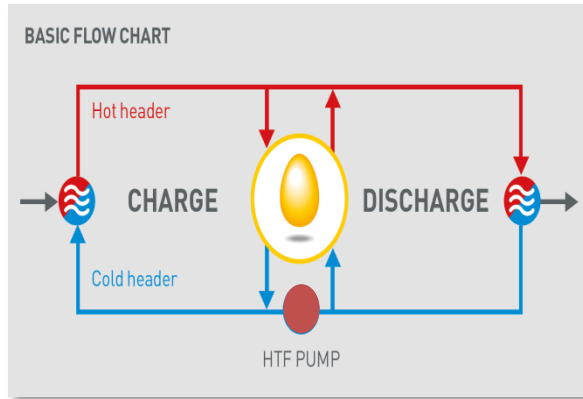 BASIC FLOW CHART
Hot header
CHARGE
DISCHARGE
Cold header
HTF PUMP